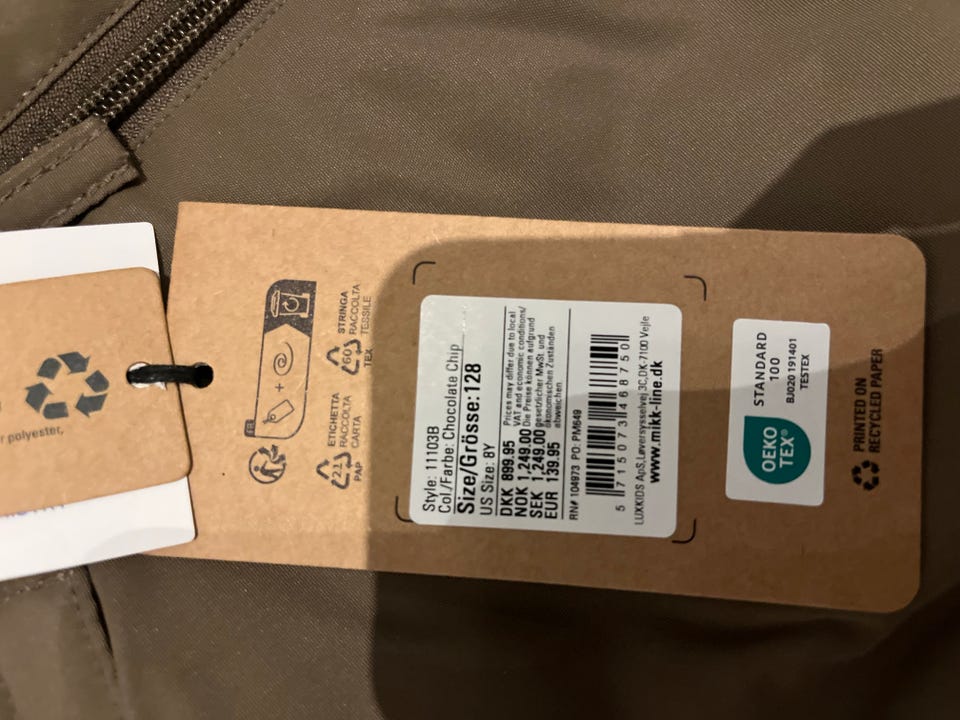 r polyester,
FR
+
ETICHETTA
RACCOLTA
CARTA
22
PAP
STRINGA
RACCOLTA
TESSILE
60
TEX
Style: 11103B
Col./Farbe: Chocolate Chip
Size/Grösse:128
US Size: 8Y
DKK 899.95
NOK 1,249.00
SEK 1,249.00
EUR 139.95
Prices may differ due to local
VAT and economic conditions/
Die Preise können aufgrund
gesetzlicher MwSt. und
ökonomischen Zuständen
abweichen
RN# 104973 PO: PM649
5 715073 468750
LUXKIDS ApS,Løversysselvej 3C,DK-7100 Vejle
www.mikk-line.dk
OEKO
TEX®
STANDARD
100
BJ020 191401
TESTEX
PRINTED ON
RECYCLED PAPER